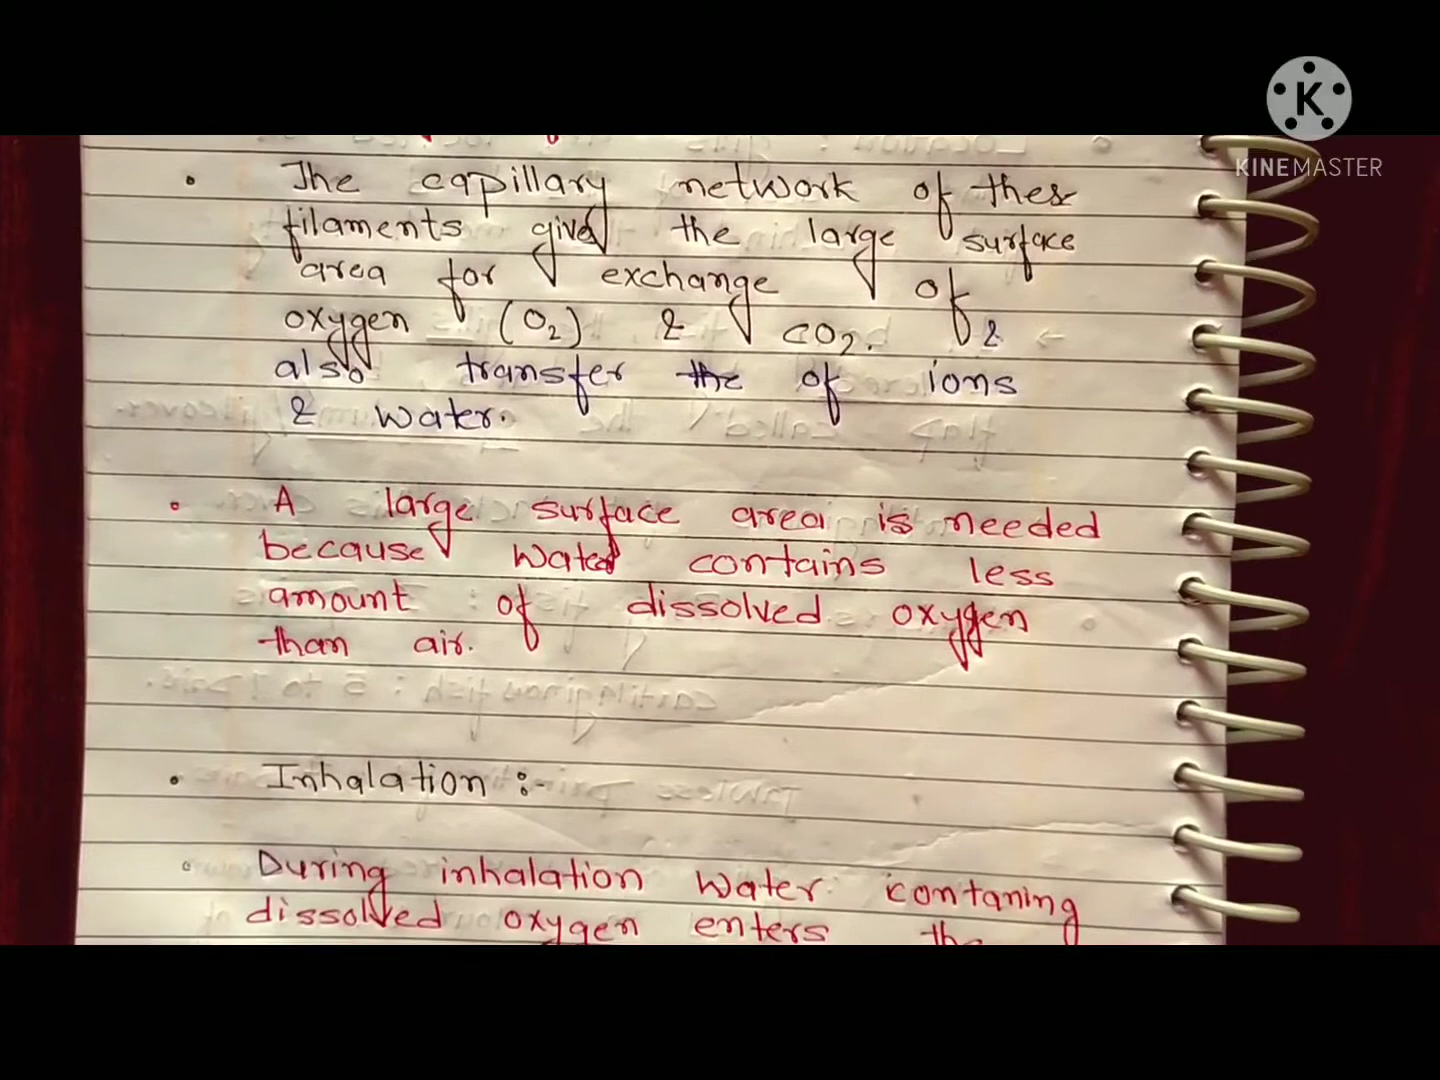 K
KINEMASTER
• The capillary network of these
filaments gives the large surface
area for exchange of
oxygen (O2) & CO2. &
also transfer the of ions
& water.
• A large surface area is needed
because water contains less
amount of dissolved oxygen
than air.
• Inhalation :-
• During inhalation water contaning
dissolved oxygen enters the